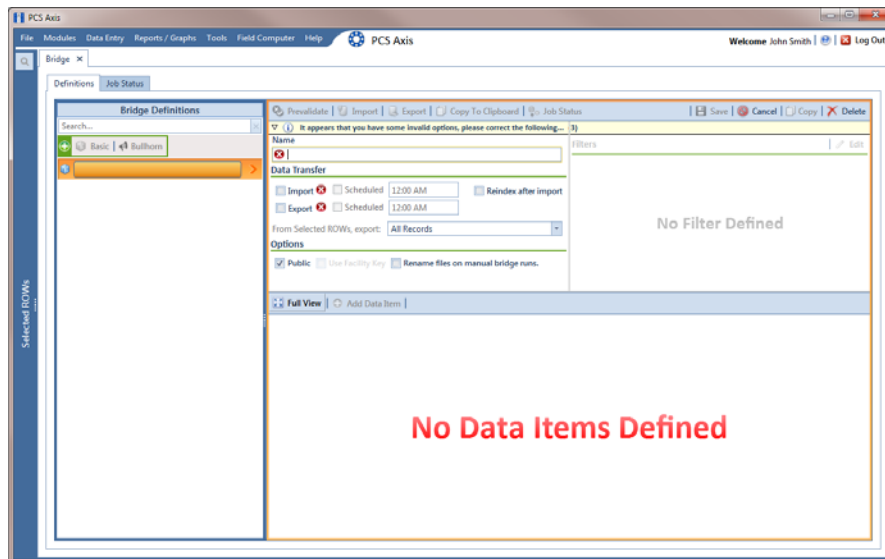 PCS Axis
File Modules Data Entry Reports / Graphs Tools Field Computer Help PCS Axis Welcome John Smith | Log Out
Bridge ×
Definitions Job Status
Bridge Definitions
Prevalidate | Import | Export | Copy To Clipboard | Job Status | Save | Cancel | Copy | Delete
Search...
It appears that you have some invalid options, please correct the following... 3)
Basic | Bullhorn
Name
Filters | Edit
Data Transfer
Import Scheduled 12:00 AM Reindex after import
Export Scheduled 12:00 AM
No Filter Defined
From Selected ROWs, export: All Records
Options
Public Use Facility Key Rename files on manual bridge runs.
Full View | Add Data Item |
Selected ROWs
No Data Items Defined